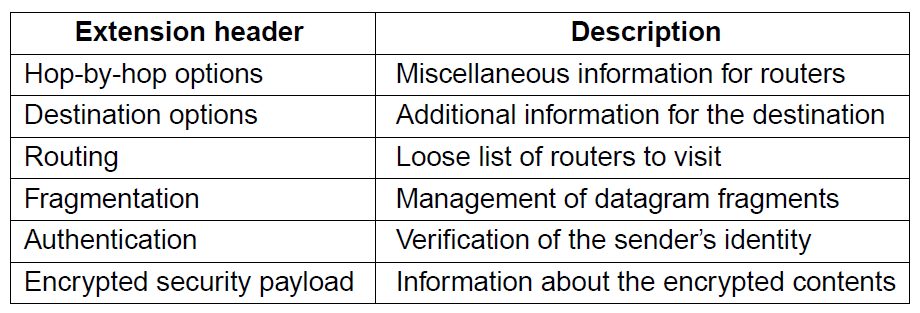 Extension header Description
Hop-by-hop options Miscellaneous information for routers
Destination options Additional information for the destination
Routing Loose list of routers to visit
Fragmentation Management of datagram fragments
Authentication Verification of the sender’s identity
Encrypted security payload Information about the encrypted contents